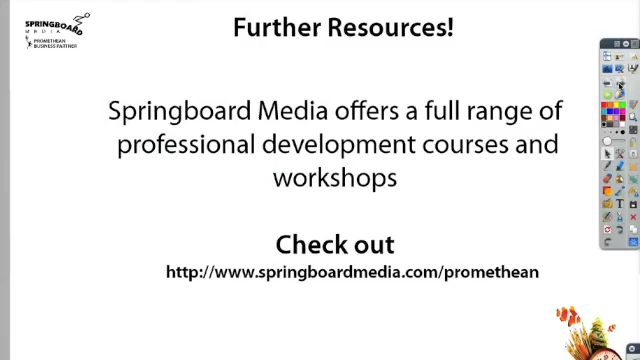 Further Resources!
SPRINGBOARD
MEDIA
PROMETHEAN
BUSINESS PARTNER
Springboard Media offers a full range of
professional development courses and
workshops
Check out
http://www.springboardmedia.com/promethean